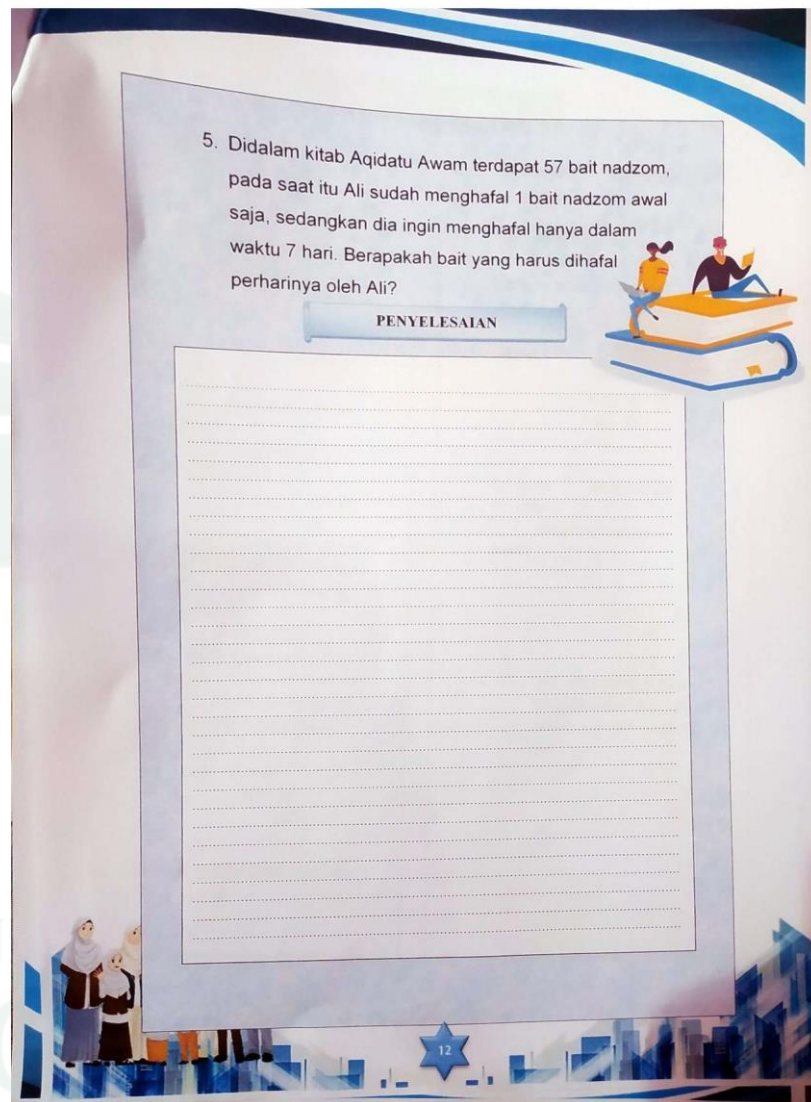 5. Didalam kitab Aqidatu Awam terdapat 57 bait nadzom,
pada saat itu Ali sudah menghafal 1 bait nadzom awal
saja, sedangkan dia ingin menghafal hanya dalam
waktu 7 hari. Berapakah bait yang harus dihafal
perharinya oleh Ali?
PENYELESAIAN
12